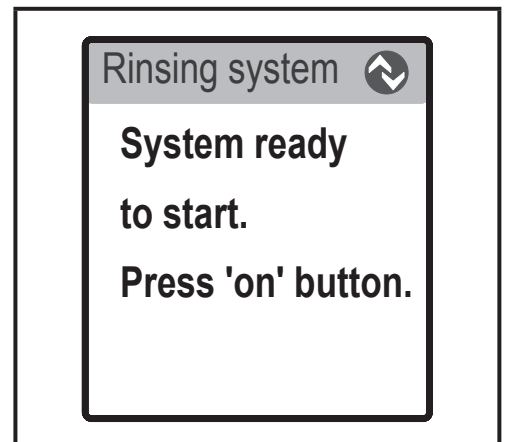 Rinsing system
System ready
to start.
Press 'on' button.